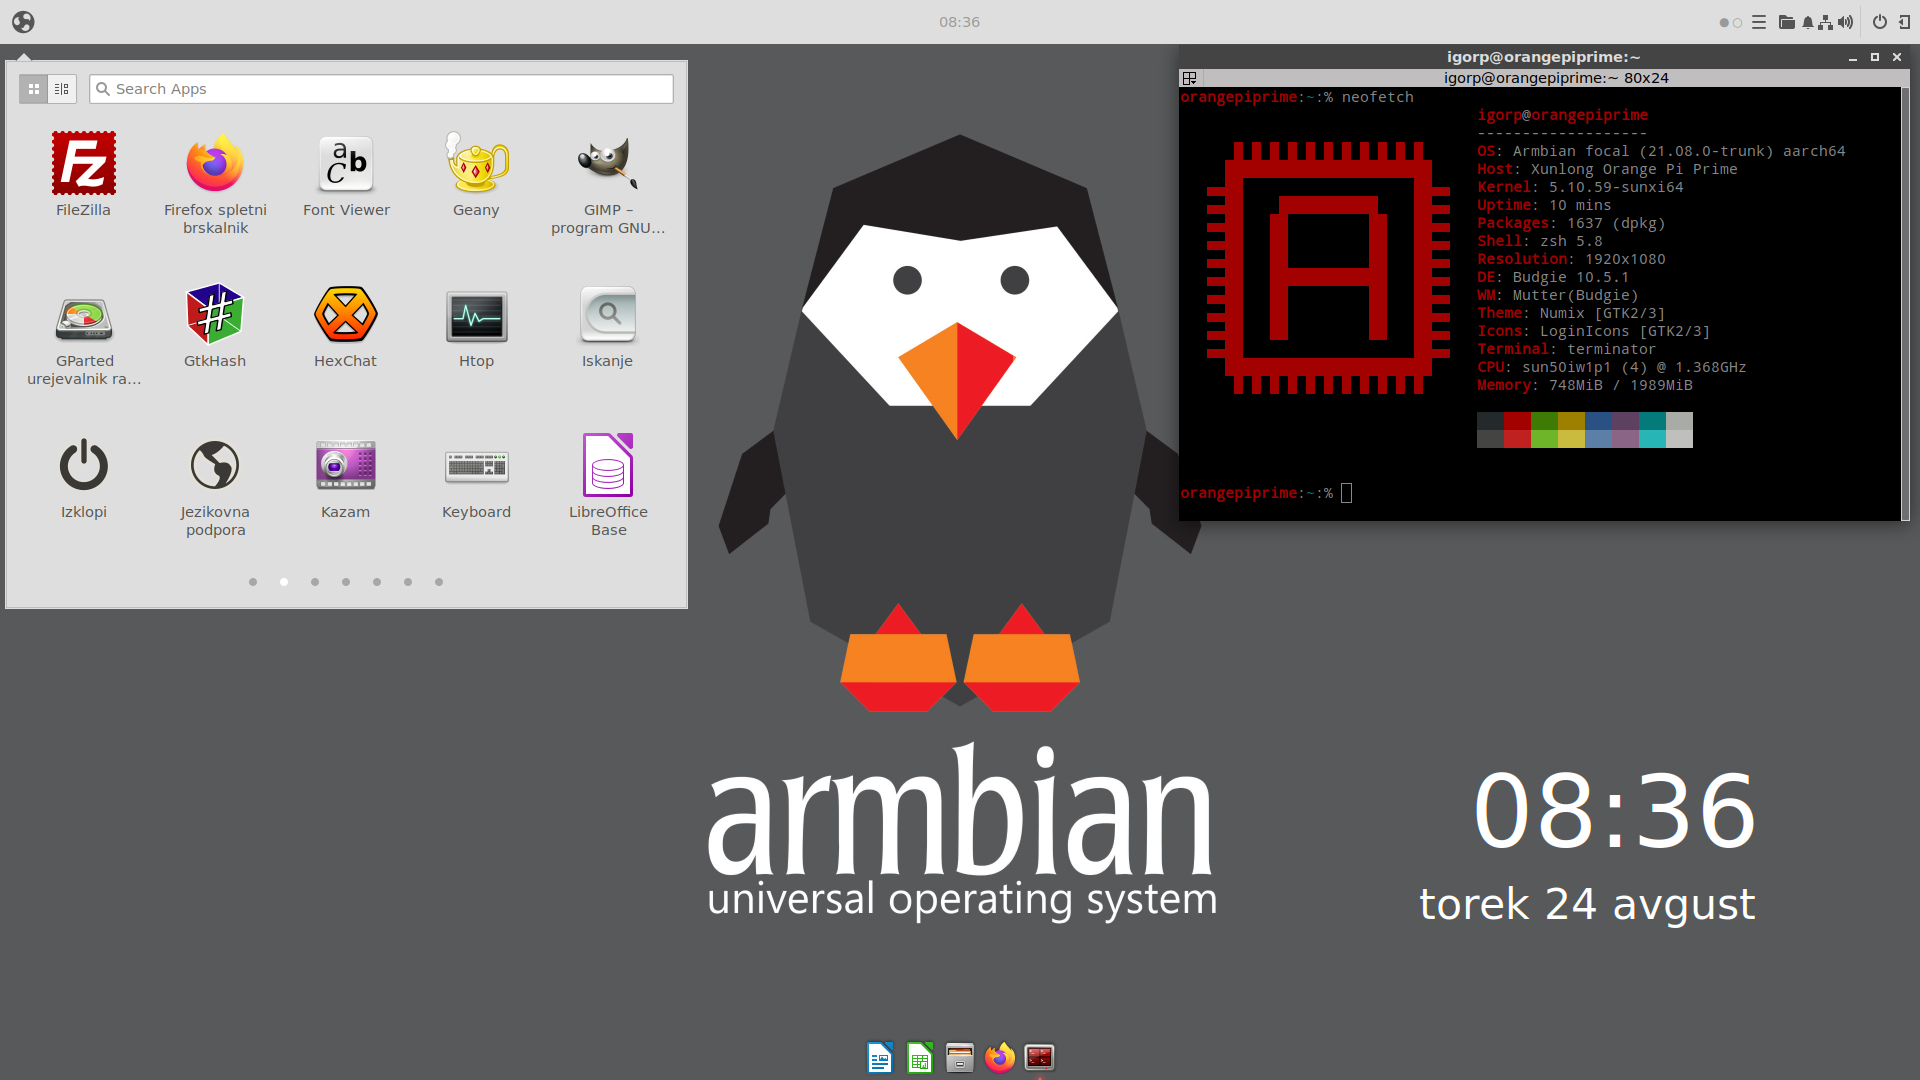 08:36
Search Apps
FileZilla
Firefox spletni
brskalnik
Font Viewer
Geany
GIMP –
program GNU…
GParted
urejevalnik ra…
GtkHash
HexChat
Htop
Iskanje
Izklopi
Jezikovna
podpora
Kazam
Keyboard
LibreOffice
Base
igorp@orangepiprime:~
igorp@orangepiprime:~ 80x24
orangepiprime:~:% neofetch
igorp@orangepiprime
-------------------
OS: Armbian focal (21.08.0-trunk) aarch64
Host: Xunlong Orange Pi Prime
Kernel: 5.10.59-sunxi64
Uptime: 10 mins
Packages: 1637 (dpkg)
Shell: zsh 5.8
Resolution: 1920x1080
DE: Budgie 10.5.1
WM: Mutter(Budgie)
Theme: Numix [GTK2/3]
Icons: LoginIcons [GTK2/3]
Terminal: terminator
CPU: sun50iw1p1 (4) @ 1.368GHz
Memory: 748MiB / 1989MiB
orangepiprime:~:%
armbian
universal operating system
08:36
torek 24 avgust